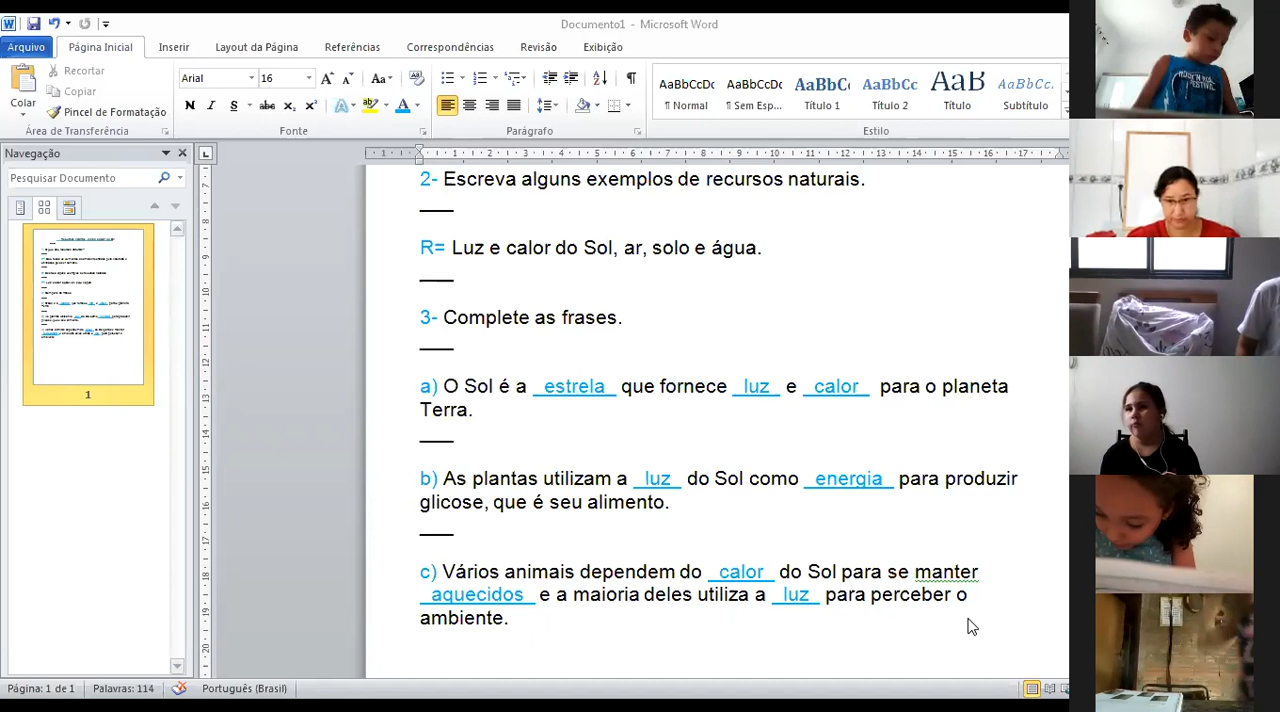 Documento1 - Microsoft Word
Arquivo Página Inicial Inserir Layout da Página Referências Correspondências Revisão Exibição
Colar
Recortar
Copiar
Pincel de Formatação
Área de Transferência
Arial 16
Fonte
Parágrafo
AaBbCcDc AaBbCcDc AaBbC AaBbCc AaB AaBbCc.
¶ Normal ¶ Sem Esp... Título 1 Título 2 Título Subtítulo
Estilo
Navegação
Pesquisar Documento
1
2- Escreva alguns exemplos de recursos naturais.
R= Luz e calor do Sol, ar, solo e água.
3- Complete as frases.
a) O Sol é a estrela que fornece luz e calor para o planeta
Terra.
b) As plantas utilizam a luz do Sol como energia para produzir
glicose, que é seu alimento.
c) Vários animais dependem do calor do Sol para se manter
aquecidos e a maioria deles utiliza a luz para perceber o
ambiente.
Página: 1 de 1 Palavras: 114 Português (Brasil)